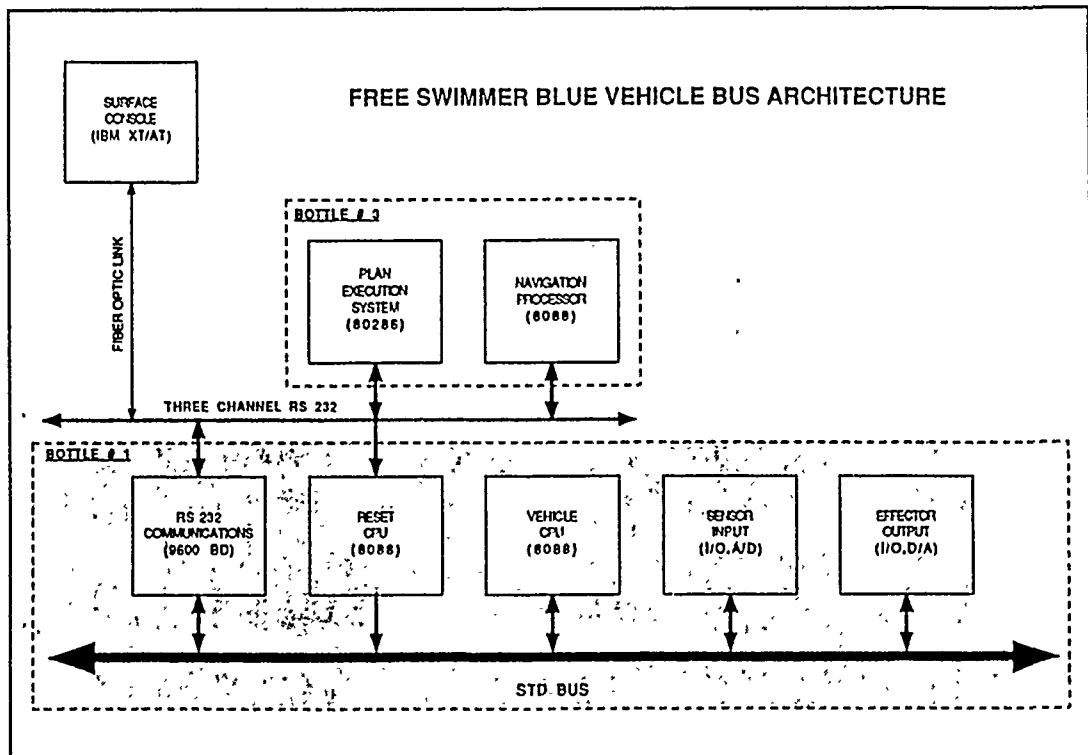 FREE SWIMMER BLUE VEHICLE BUS ARCHITECTURE
SURFACE
CONSOLE
(IBM XT/AT)
FIBER OPTIC LINK
BOTTLE # 3
PLAN
EXECUTION
SYSTEM
(80286)
NAVIGATION
PROCESSOR
(8088)
THREE CHANNEL RS 232
BOTTLE # 1
RS 232
COMMUNICATIONS
(9600 BD)
RESET
CPU
(8088)
VEHICLE
CPU
(8088)
SENSOR
INPUT
(I/O,A/D)
EFFECTOR
OUTPUT
(I/O,D/A)
STD BUS